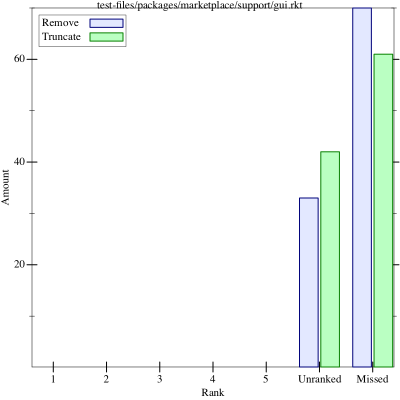 test-files/packages/marketplace/support/gui.rkt
Remove
Truncate
60
40
20
Amount
1 2 3 4 5 Unranked Missed
Rank